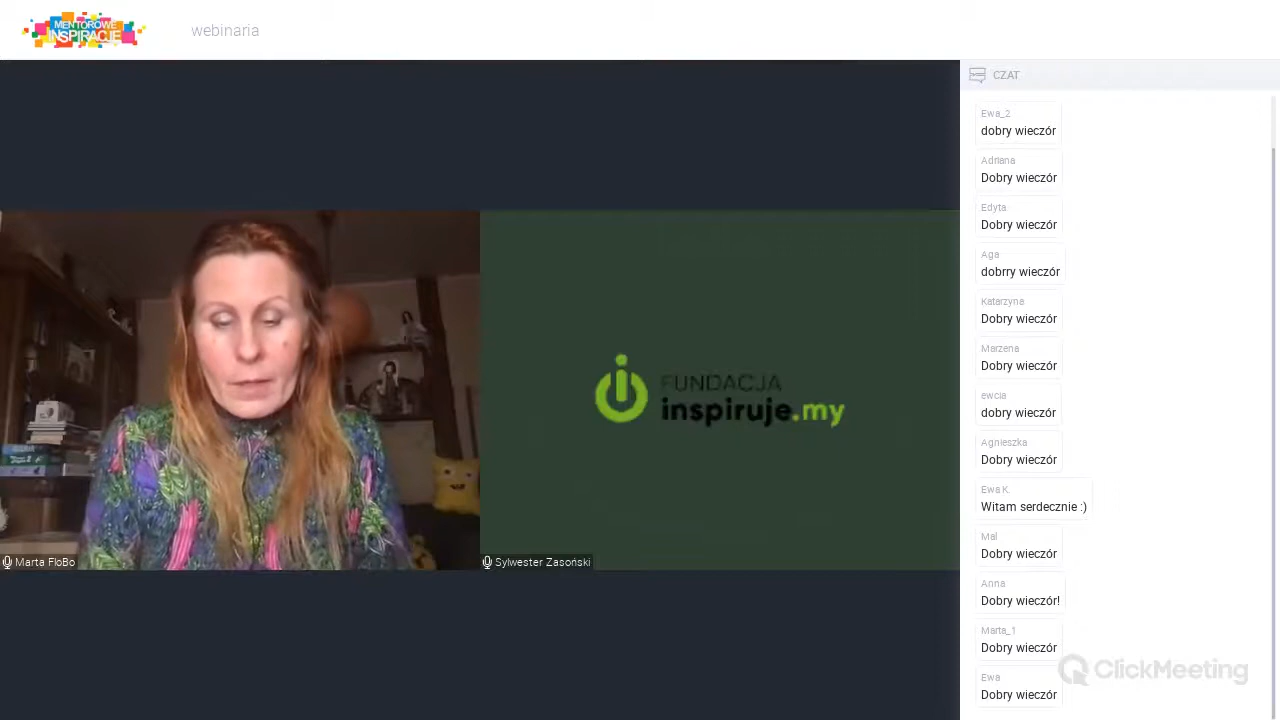 MENTOROWE
INSPIRACJE
webinaria
CZAT
Ewa_2
dobry wieczór
Adriana
Dobry wieczór
Edyta
Dobry wieczór
Aga
dobrry wieczór
Katarzyna
Dobry wieczór
Marzena
Dobry wieczór
ewcia
dobry wieczór
Agnieszka
Dobry wieczór
Ewa K.
Witam serdecznie :)
Mal
Dobry wieczór
Anna
Dobry wieczór!
Marta_1
Dobry wieczór
Ewa
Dobry wieczór
FUNDACJA
inspiruje.my
Marta FloBo
Sylwester Zasoński
ClickMeeting